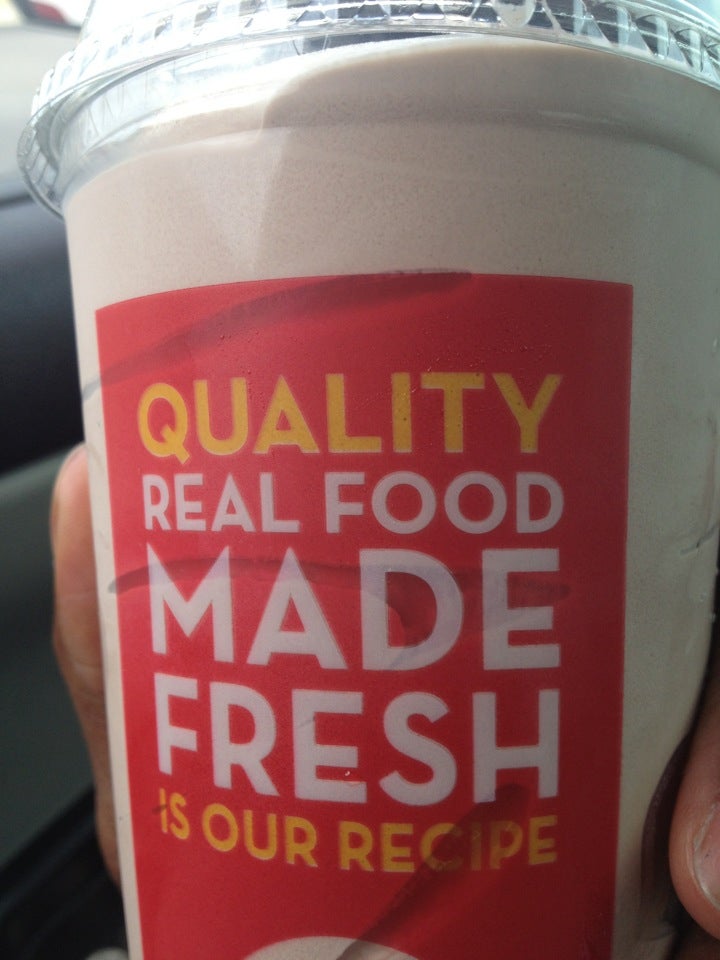 QUALITY
REAL FOOD
MADE
FRESH
IS OUR RECIPE